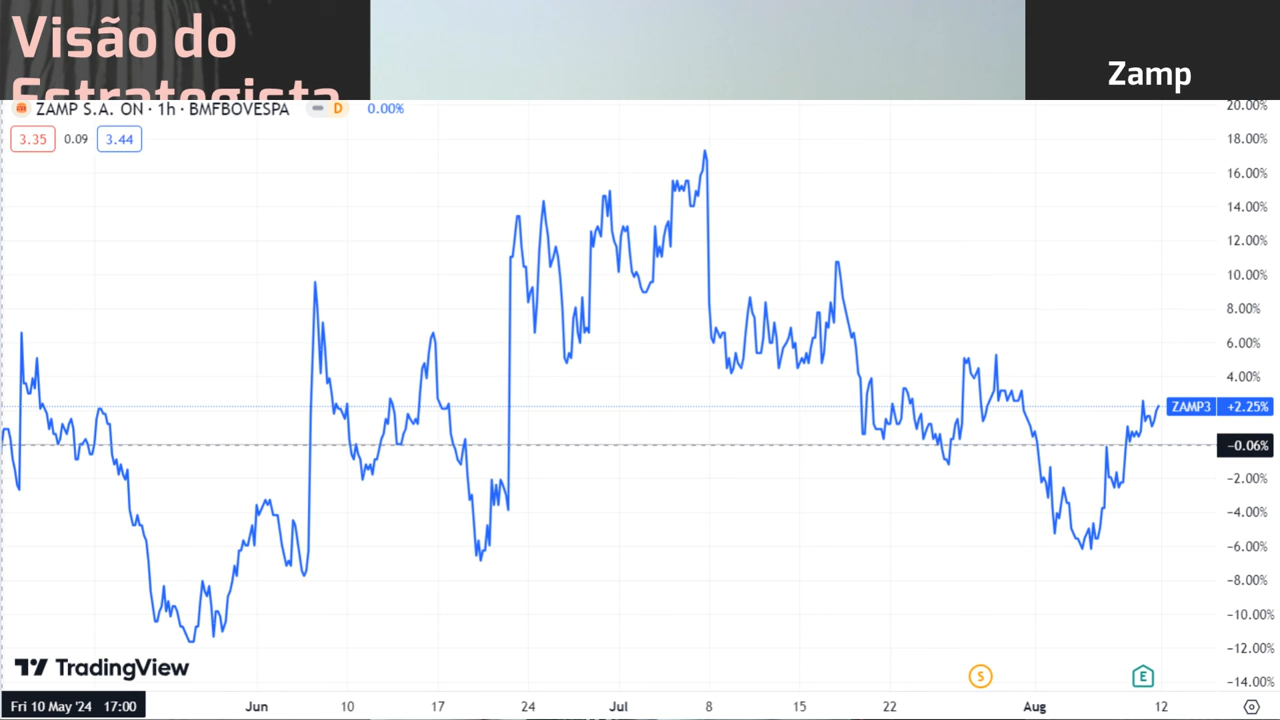 Visão do
Estrategista
Zamp
ZAMP S.A. ON · 1h · BMFBOVESPA D 0.00%
3.35 0.09 3.44
20.00%
18.00%
16.00%
14.00%
12.00%
10.00%
8.00%
6.00%
4.00%
ZAMP3 +2.25%
−0.06%
−2.00%
−4.00%
−6.00%
−8.00%
−10.00%
−12.00%
−14.00%
TradingView
S E
Fri 10 May '24 17:00 Jun 10 17 24 Jul 8 15 22 Aug 12